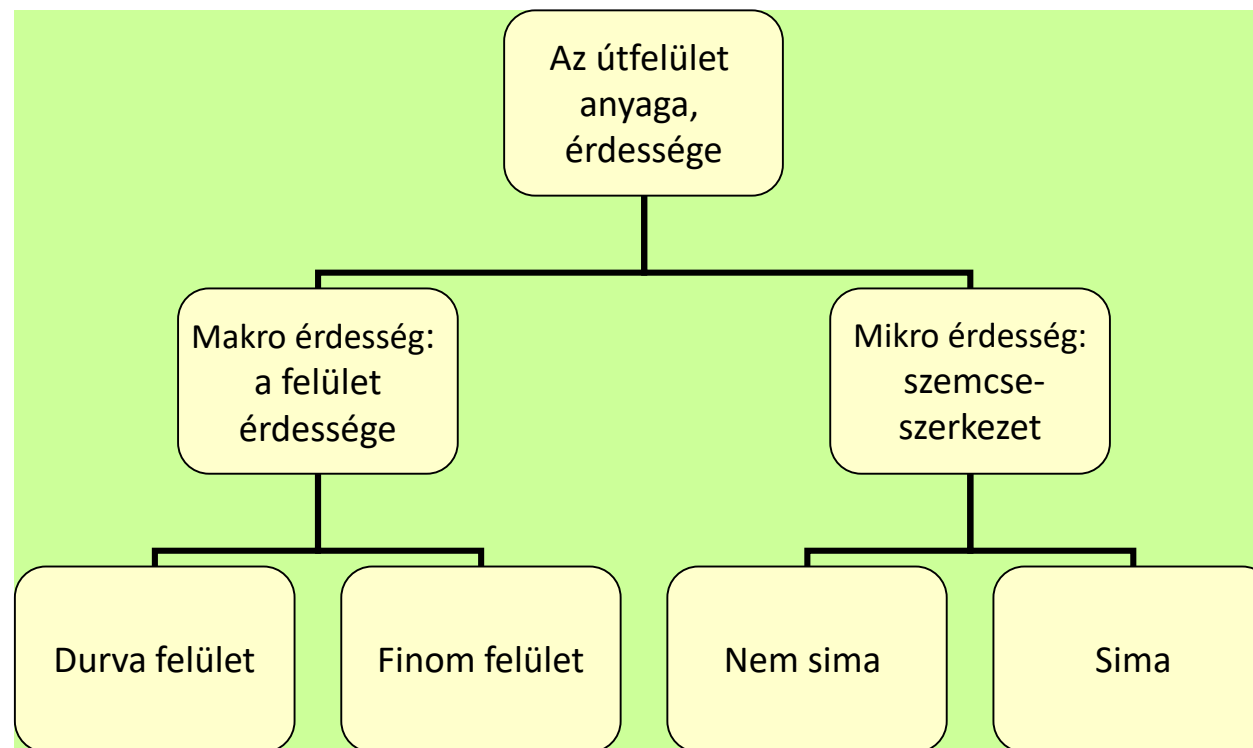 Az útfelület
anyaga,
érdessége
Makro érdesség:
a felület
érdessége
Mikro érdesség:
szemcse-
szerkezet
Durva felület
Finom felület
Nem sima
Sima